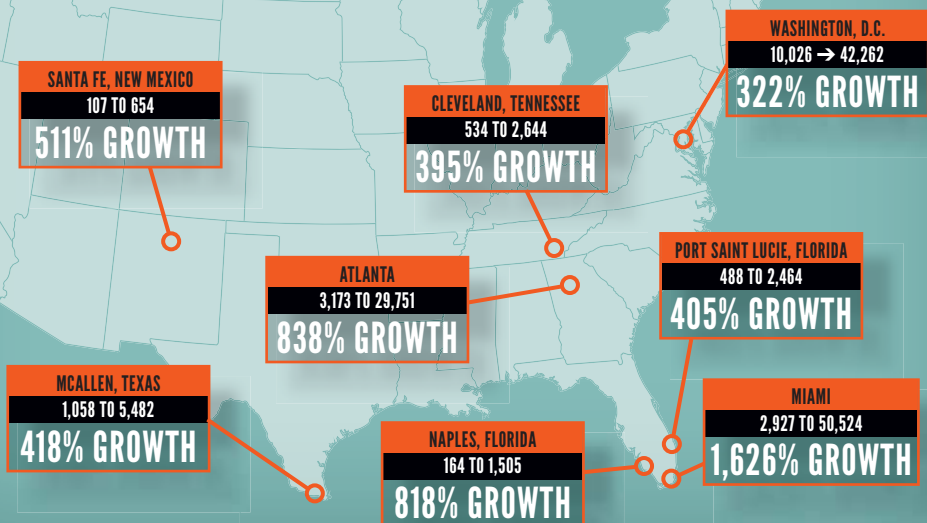 WASHINGTON, D.C.
10,026 → 42,262
322% GROWTH
SANTA FE, NEW MEXICO
107 TO 654
511% GROWTH
CLEVELAND, TENNESSEE
534 TO 2,644
395% GROWTH
PORT SAINT LUCIE, FLORIDA
488 TO 2,464
405% GROWTH
ATLANTA
3,173 TO 29,751
838% GROWTH
MCALLEN, TEXAS
1,058 TO 5,482
418% GROWTH
MIAMI
2,927 TO 50,524
1,626% GROWTH
NAPLES, FLORIDA
164 TO 1,505
818% GROWTH